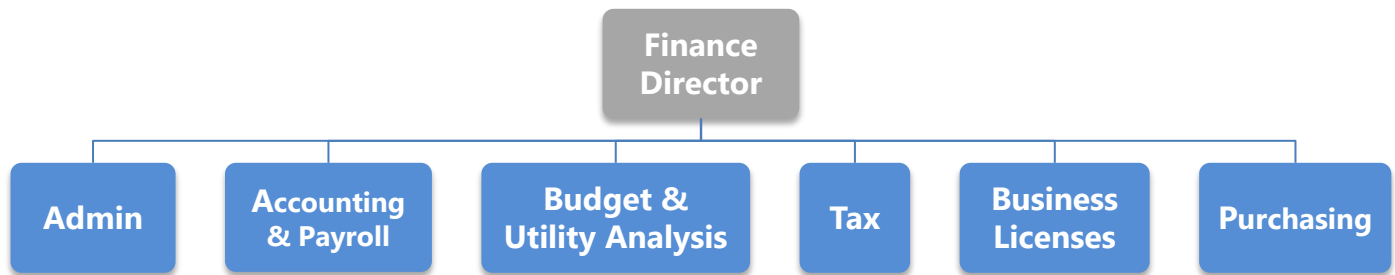 Finance
Director
Admin
Accounting
& Payroll
Budget &
Utility Analysis
Tax
Business
Licenses
Purchasing